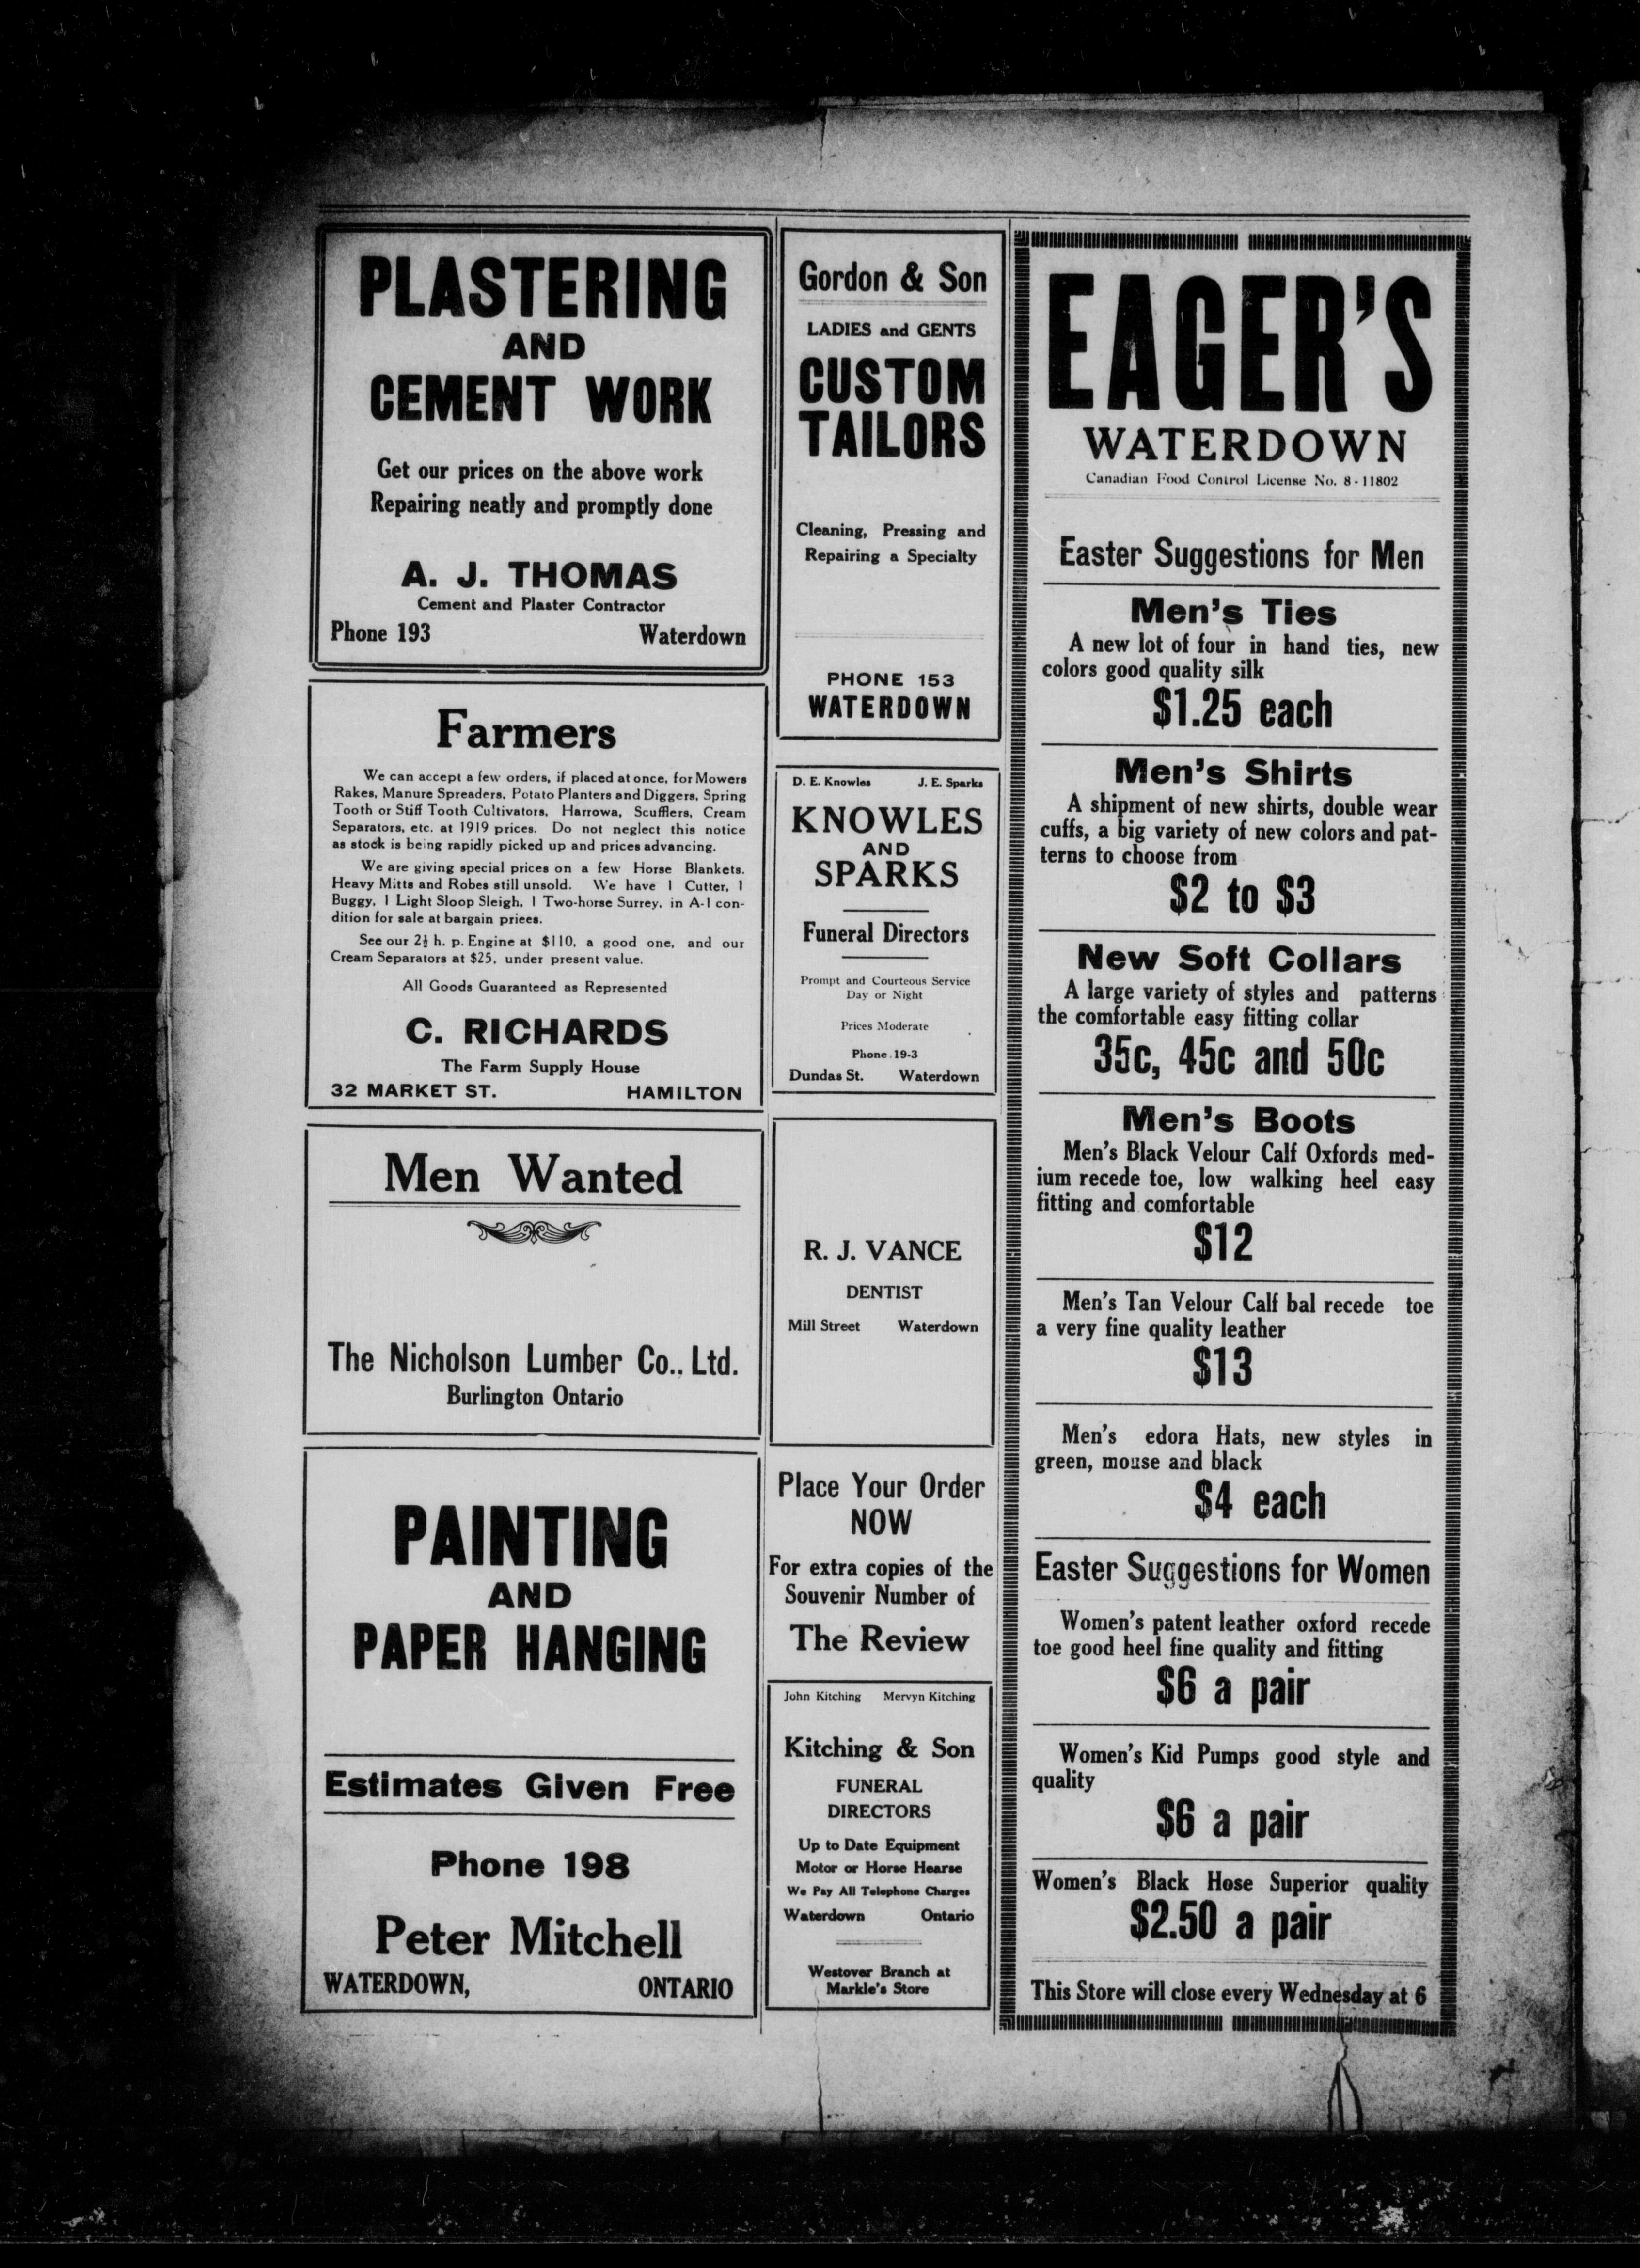 PLASTERING
AND
CEMENT WORK
Get our prices on the above work
Repairing neatly and promptly done
A. J. THOMAS
Cement and Plaster Contractor
Phone 193 Waterdown
Farmers
We can accept a few orders, if placed at once, for Mowers
Rakes, Manure Spreaders, Potato Planters and Diggers, Spring
Tooth or Stiff Tooth Cultivators, Harrowa, Scufflers, Cream
Separators, etc. at 1919 prices. Do not neglect this notice
as stock is being rapidly picked up and prices advancing.
We are giving special prices on a few Horse Blankets.
Heavy Mitts and Robes still unsold. We have 1 Cutter, 1
Buggy, 1 Light Sloop Sleigh, 1 Two-horse Surrey, in A-1 con-
dition for sale at bargain prices.
See our 2½ h. p. Engine at $110, a good one, and our
Cream Separators at $25, under present value.
All Goods Guaranteed as Represented
C. RICHARDS
The Farm Supply House
32 MARKET ST. HAMILTON
Men Wanted
The Nicholson Lumber Co., Ltd.
Burlington Ontario
PAINTING
AND
PAPER HANGING
Estimates Given Free
Phone 198
Peter Mitchell
WATERDOWN, ONTARIO
Gordon & Son
LADIES and GENTS
CUSTOM
TAILORS
Cleaning, Pressing and
Repairing a Specialty
PHONE 153
WATERDOWN
D. E. Knowles J. E. Sparks
KNOWLES
AND
SPARKS
Funeral Directors
Prompt and Courteous Service
Day or Night
Prices Moderate
Phone 19-3
Dundas St. Waterdown
R. J. VANCE
DENTIST
Mill Street Waterdown
Place Your Order
NOW
For extra copies of the
Souvenir Number of
The Review
John Kitching Mervyn Kitching
Kitching & Son
FUNERAL
DIRECTORS
Up to Date Equipment
Motor or Horse Hearse
We Pay All Telephone Charges
Waterdown Ontario
Westover Branch at
Markle's Store
EAGER'S
WATERDOWN
Canadian Food Control License No. 8-11802
Easter Suggestions for Men
Men's Ties
A new lot of four in hand ties, new
colors good quality silk
$1.25 each
Men's Shirts
A shipment of new shirts, double wear
cuffs, a big variety of new colors and pat-
terns to choose from
$2 to $3
New Soft Collars
A large variety of styles and patterns
the comfortable easy fitting collar
35c, 45c and 50c
Men's Boots
Men's Black Velour Calf Oxfords med-
ium recede toe, low walking heel easy
fitting and comfortable
$12
Men's Tan Velour Calf bal recede toe
a very fine quality leather
$13
Men's edora Hats, new styles in
green, mouse and black
$4 each
Easter Suggestions for Women
Women's patent leather oxford recede
toe good heel fine quality and fitting
$6 a pair
Women's Kid Pumps good style and
quality
$6 a pair
Women's Black Hose Superior quality
$2.50 a pair
This Store will close every Wednesday at 6